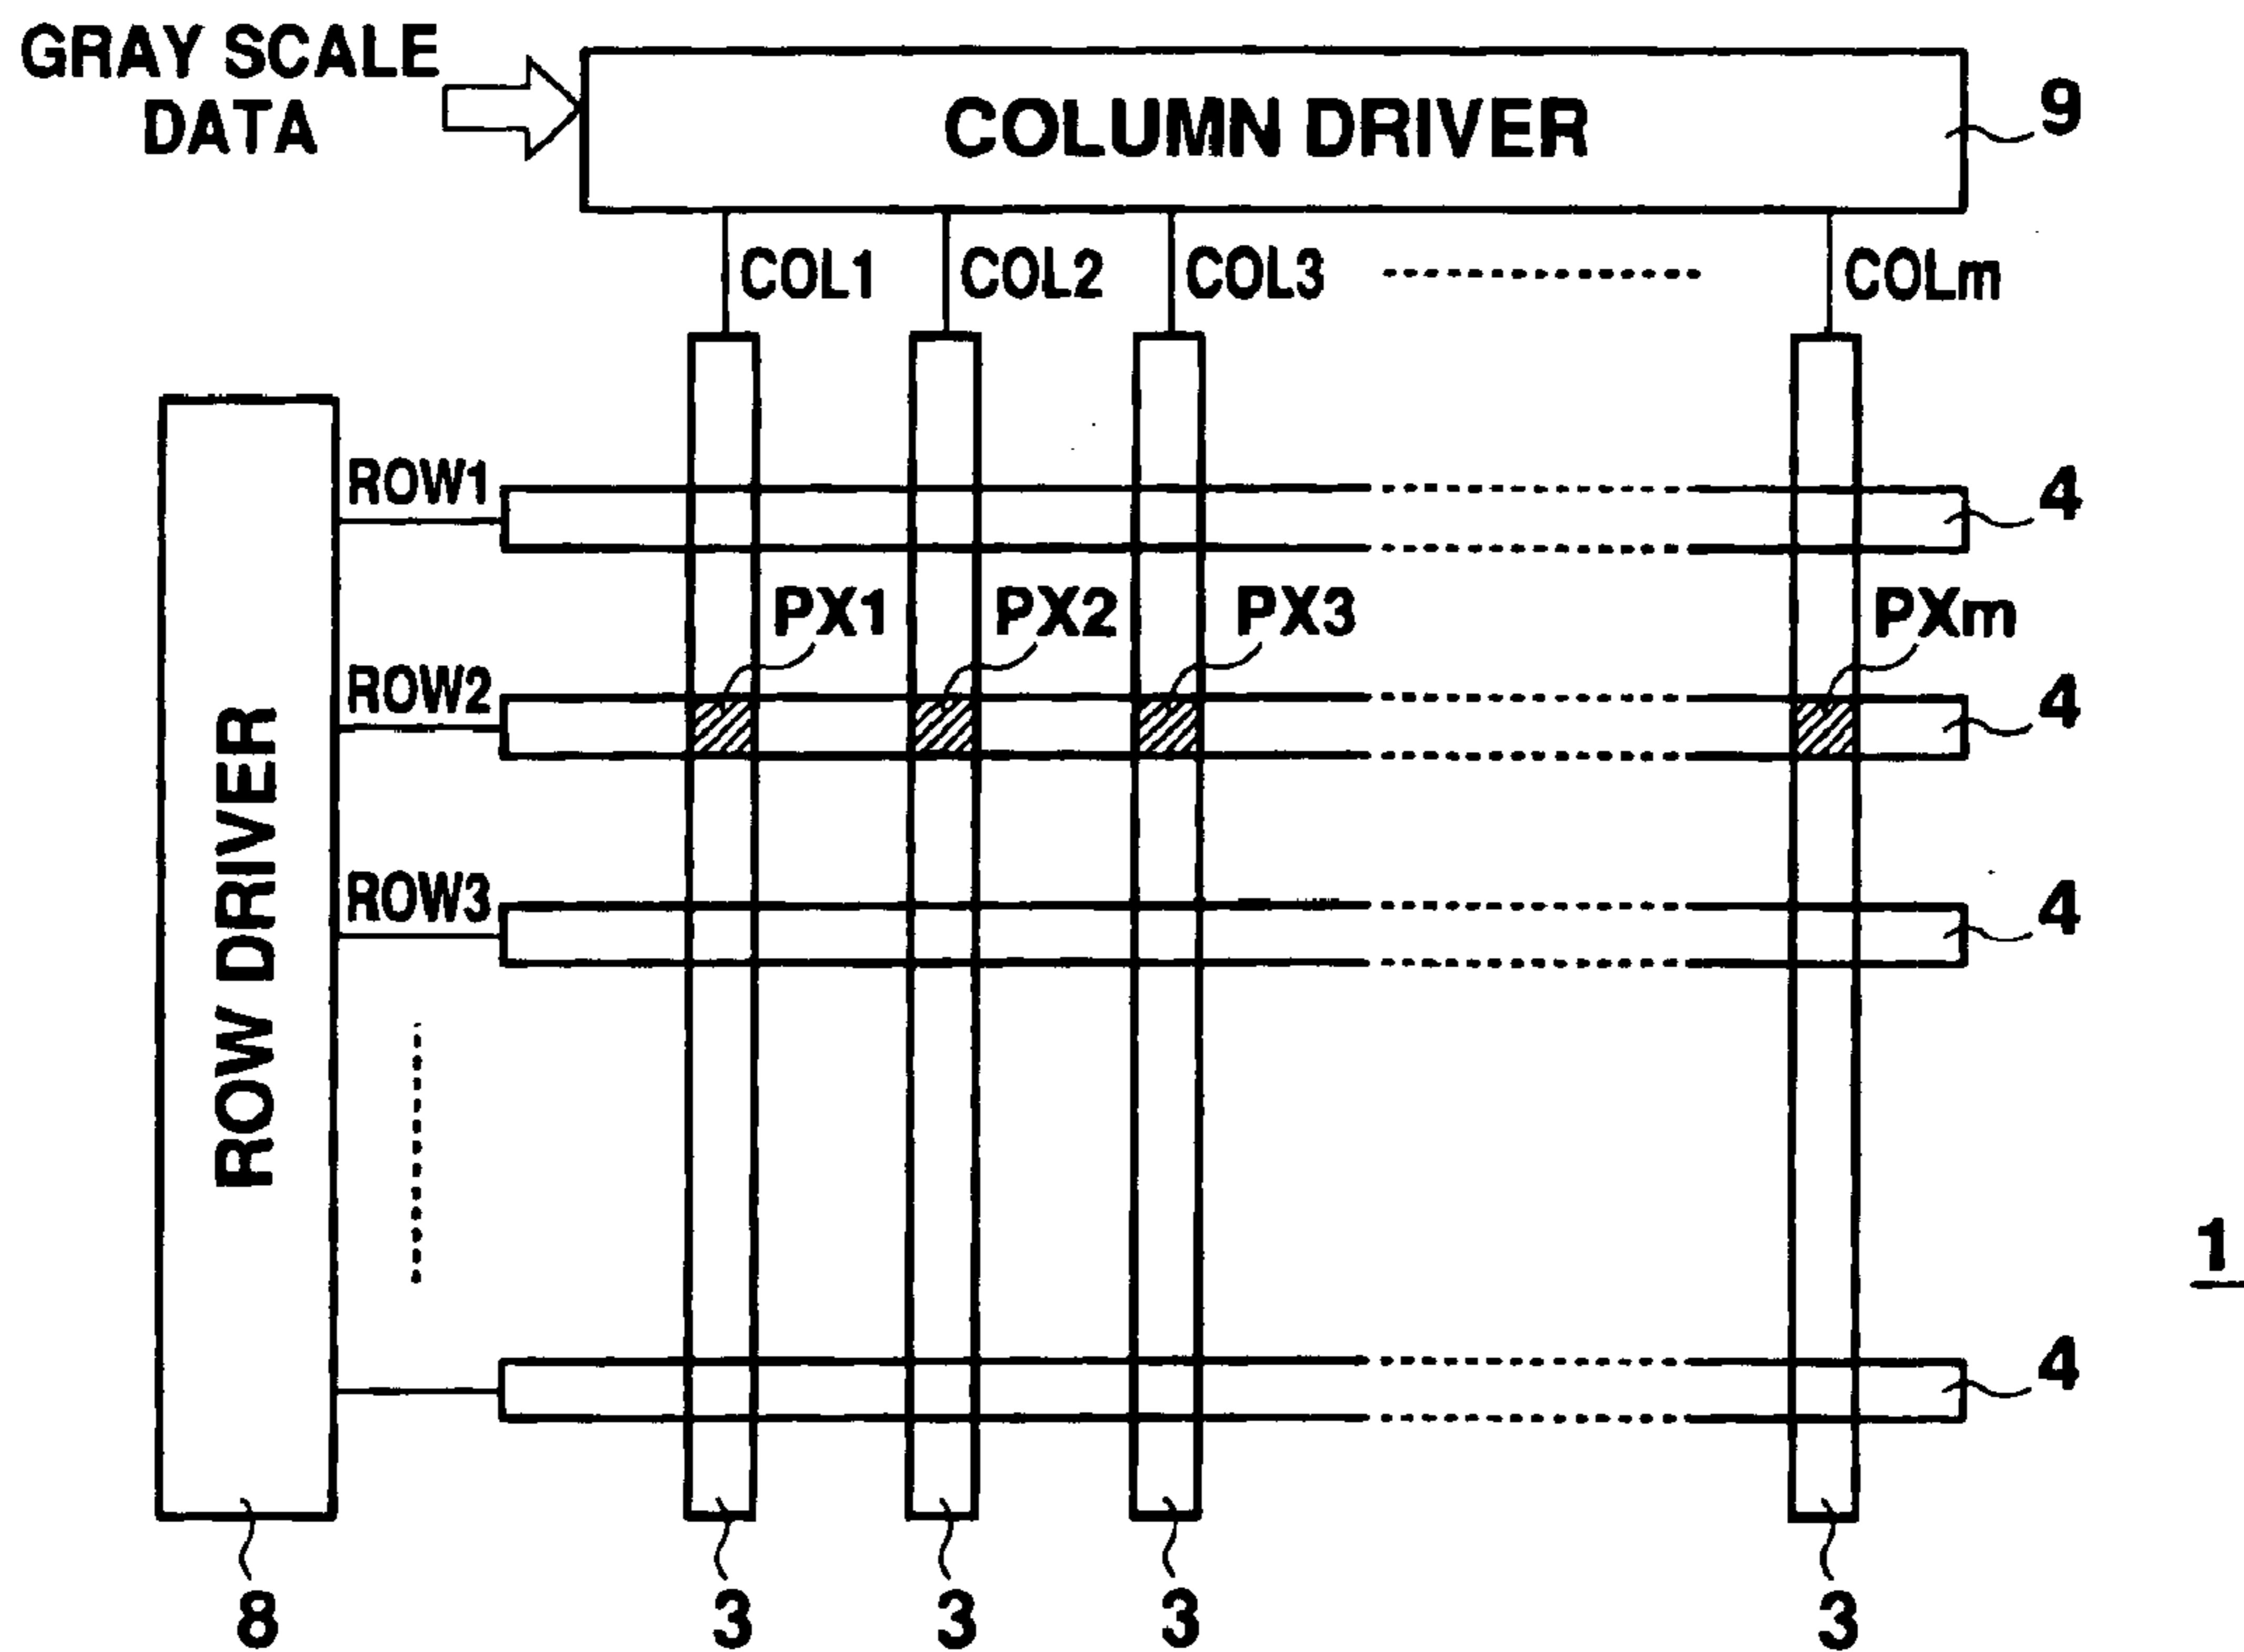 GRAY SCALE
DATA
COLUMN DRIVER
9
COL1 COL2 COL3 COLm
ROW1
4
PX1 PX2 PX3 PXm
ROW2
4
ROW3
4
ROW DRIVER
1
4
8 3 3 3 3